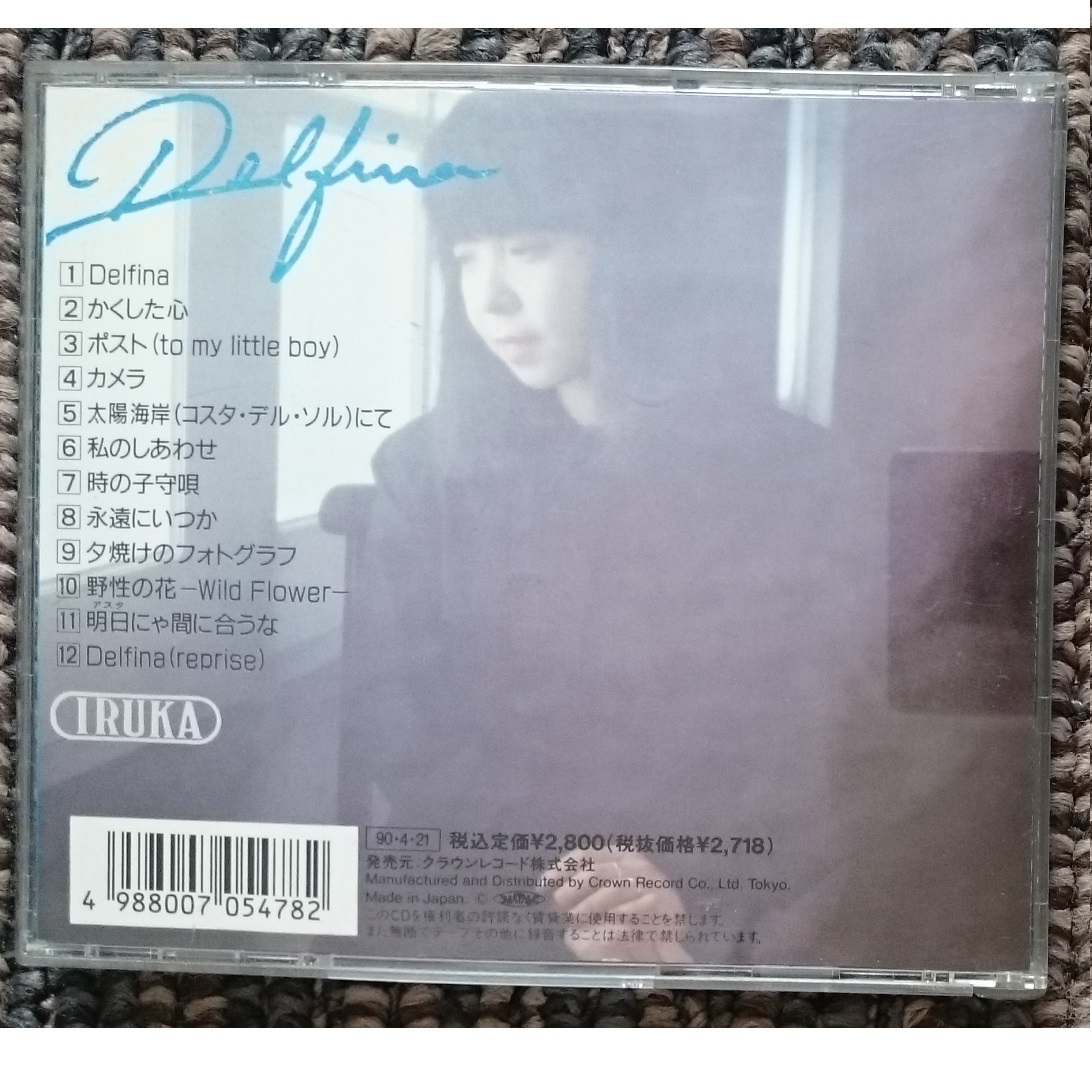 Delfina
1 Delfina
2 かくした心
3 ポスト(to my little boy)
4 カメラ
5 太陽海岸(コスタ・デル・ソル)にて
6 私のしあわせ
7 時の子守唄
8 永遠にいつか
9 夕焼けのフォトグラフ
10 野性の花－Wild Flower－
アスタ
11 明日にゃ間に合うな
12 Delfina(reprise)
IRUKA
90・4・21 税込定価¥2,800(税抜価格¥2,718)
発売元:クラウンレコード株式会社
Manufactured and Distributed by Crown Record Co., Ltd. Tokyo.
Made in Japan. ©
このCDを権利者の許諾なく賃貸業に使用することを禁じます。
また無断でテープその他に録音することは法律で禁じられています。
4 988007 054782